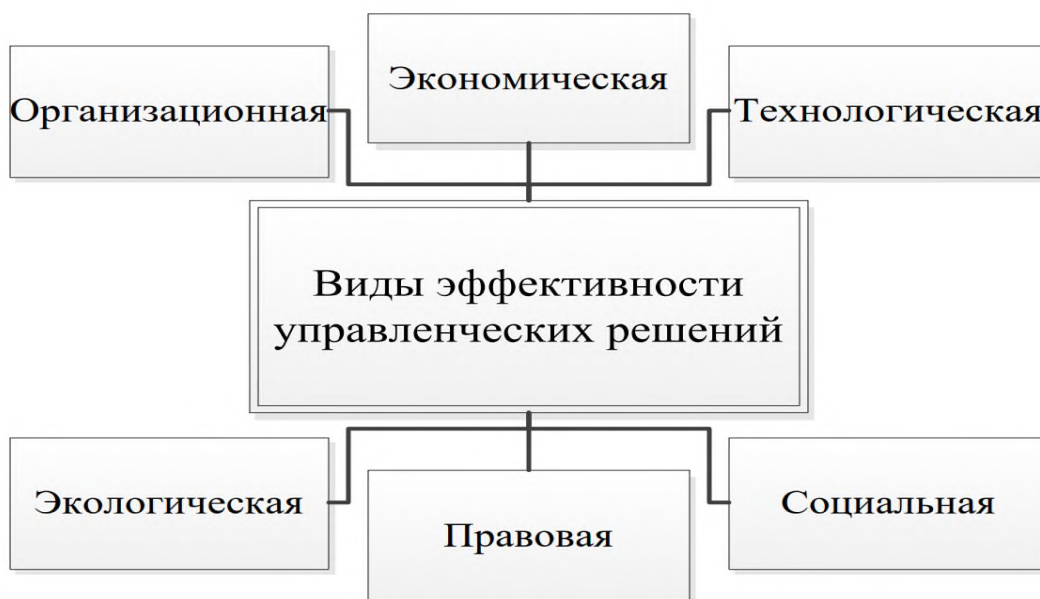 Организационная
Экономическая
Технологическая
Виды эффективности
управленческих решений
Экологическая
Правовая
Социальная